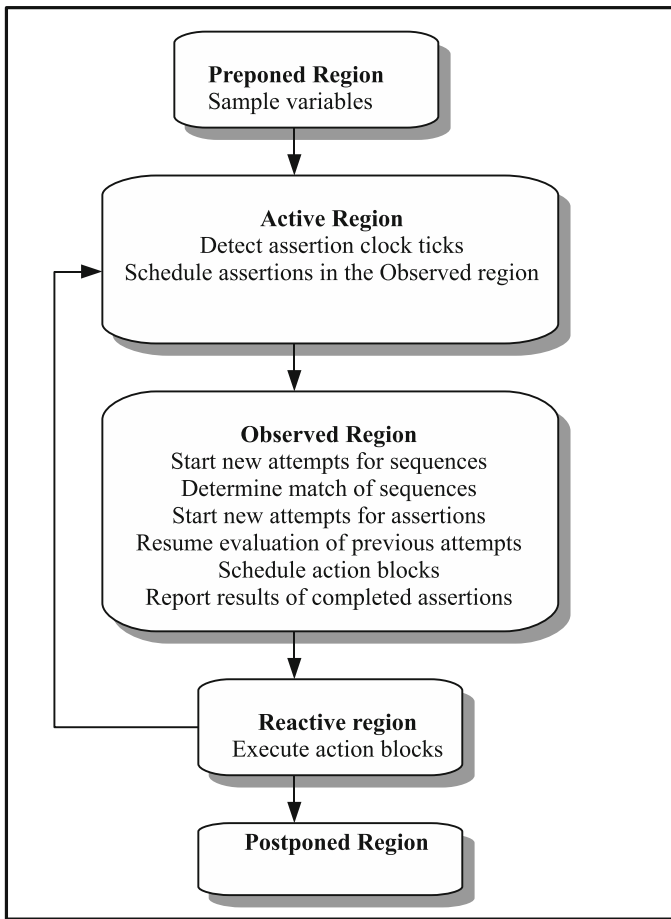 Preponed Region
Sample variables
Active Region
Detect assertion clock ticks
Schedule assertions in the Observed region
Observed Region
Start new attempts for sequences
Determine match of sequences
Start new attempts for assertions
Resume evaluation of previous attempts
Schedule action blocks
Report results of completed assertions
Reactive region
Execute action blocks
Postponed Region